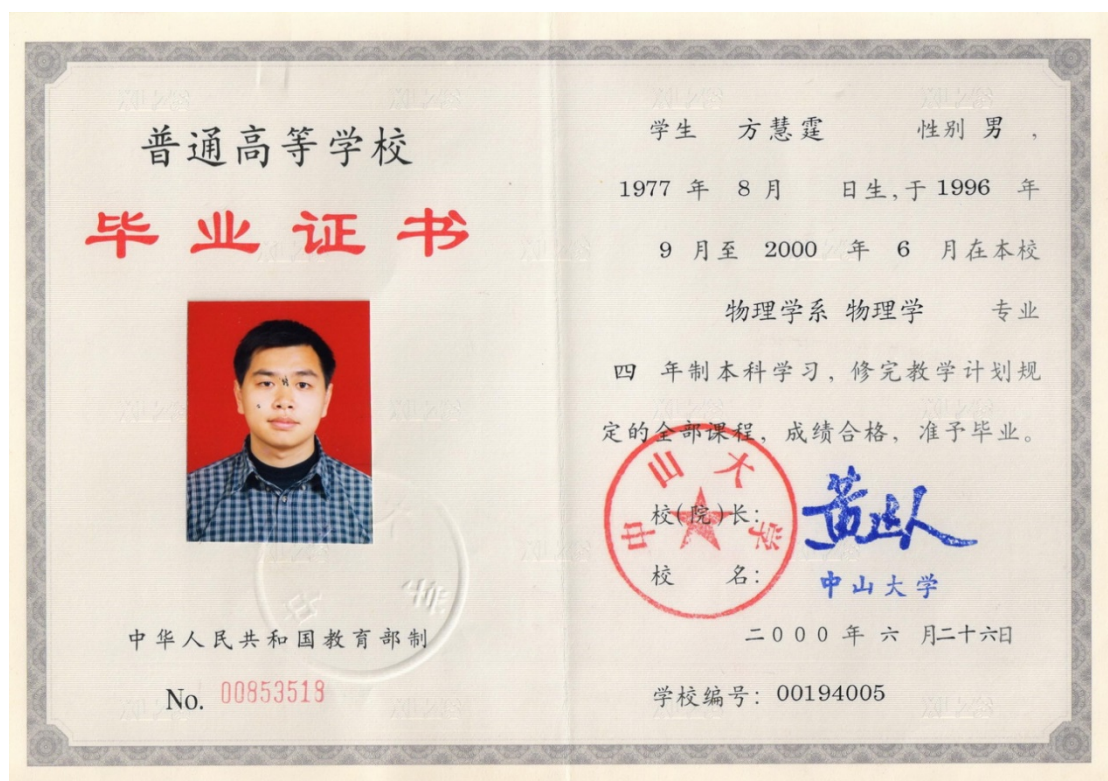 普通高等学校
毕业证书
中华人民共和国教育部制
No. 00853518
学生 方慧霆 性别 男 ,
1977 年 8 月 日生,于 1996 年
9 月至 2000 年 6 月在本校
物理学系 物理学 专业
四 年制本科学习, 修完教学计划规
定的全部课程, 成绩合格, 准予毕业。
中山大学
校(院)长:
校 名: 中山大学
二000年 六 月二十六日
学校编号: 00194005